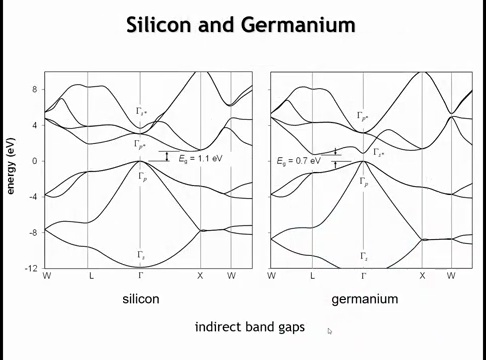 Silicon and Germanium
energy (eV)
8
4
0
-4
-8
-12
Γs*
Γp*
Eg = 1.1 eV
Γp
Γs
W L Γ X W
silicon
Γp*
Γs*
Eg = 0.7 eV
Γp
Γs
W L Γ X W
germanium
indirect band gaps